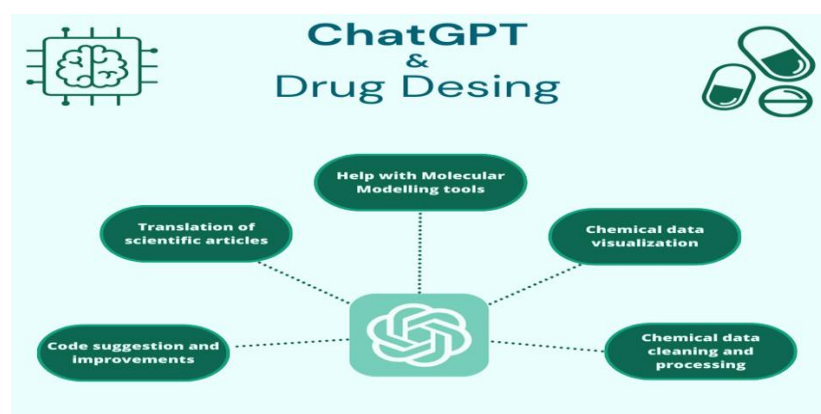 ChatGPT
&
Drug Desing
Help with Molecular
Modelling tools
Translation of
scientific articles
Chemical data
visualization
Code suggestion and
improvements
Chemical data
cleaning and
processing